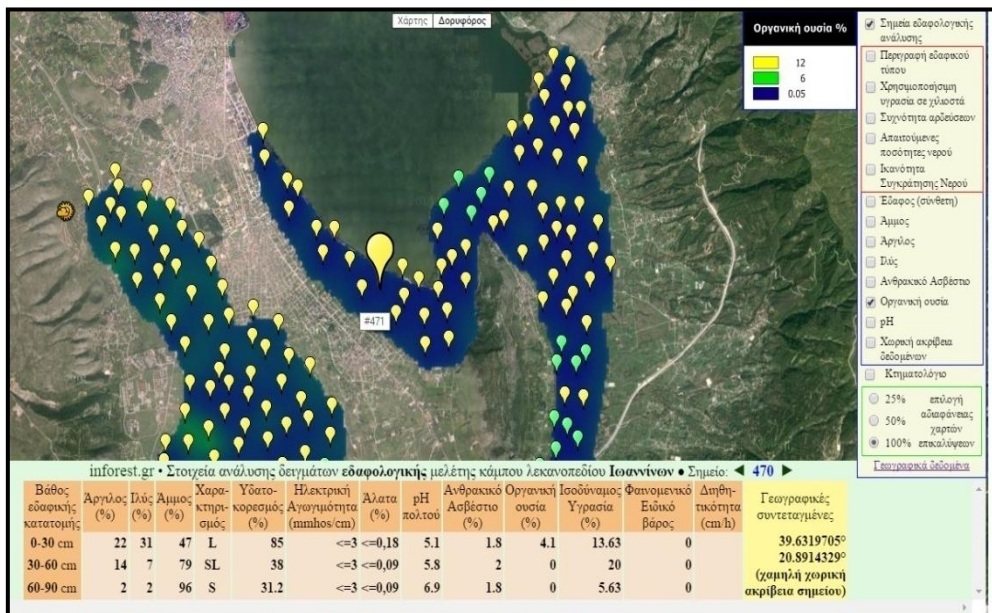 Χάρτης Δορυφόρος
Οργανική ουσία %
12
6
0.05
#471
Σημεία εδαφολογικής
ανάλυσης
Περιγραφή εδαφικού
τύπου
Χρησιμοποιήσιμη
υγρασία σε χιλιοστά
Συχνότητα αρδεύσεων
Απαιτούμενες
ποσότητες νερού
Ικανότητα
Συγκράτησης Νερού
Έδαφος (σύνθετη)
Άμμος
Άργιλος
Ιλύς
Ανθρακικό Ασβέστιο
Οργανική ουσία
pH
Χωρική ακρίβεια
δεδομένων
Κτηματολόγιο
25% επιλογή
50% αδιαφάνειας
χαρτών
100% επικαλύψεων
Γεωγραφικά δεδομένα
inforest.gr • Στοιχεία ανάλυσης δειγμάτων εδαφολογικής μελέτης κάμπου λεκανοπεδίου Ιωαννίνων ● Σημείο: ◄ 470 ►
Βάθος εδαφικής κατατομής Άργιλος (%) Ιλύς (%) Άμμος (%) Χαρα-κτηρι-σμός Υδατο-κορεσμός (%) Ηλεκτρική Αγωγιμότητα (mmhos/cm) Άλατα (%) pH πολτού Ανθρακικό Ασβέστιο (%) Οργανική ουσία (%) Ισοδύναμος Υγρασία (%) Φαινομενικό Ειδικό βάρος Διηθη-τικότητα (cm/h) Γεωγραφικές συντεταγμένες
0-30 cm 22 31 47 L 85 <=3 <=0,18 5.1 1.8 4.1 13.63 0 39.6319705°
30-60 cm 14 7 79 SL 38 <=3 <=0,09 5.8 2 0 20 0 20.8914329°
(χαμηλή χωρική
60-90 cm 2 2 96 S 31.2 <=3 <=0,09 6.9 1.8 0 5.63 0 ακρίβεια σημείου)